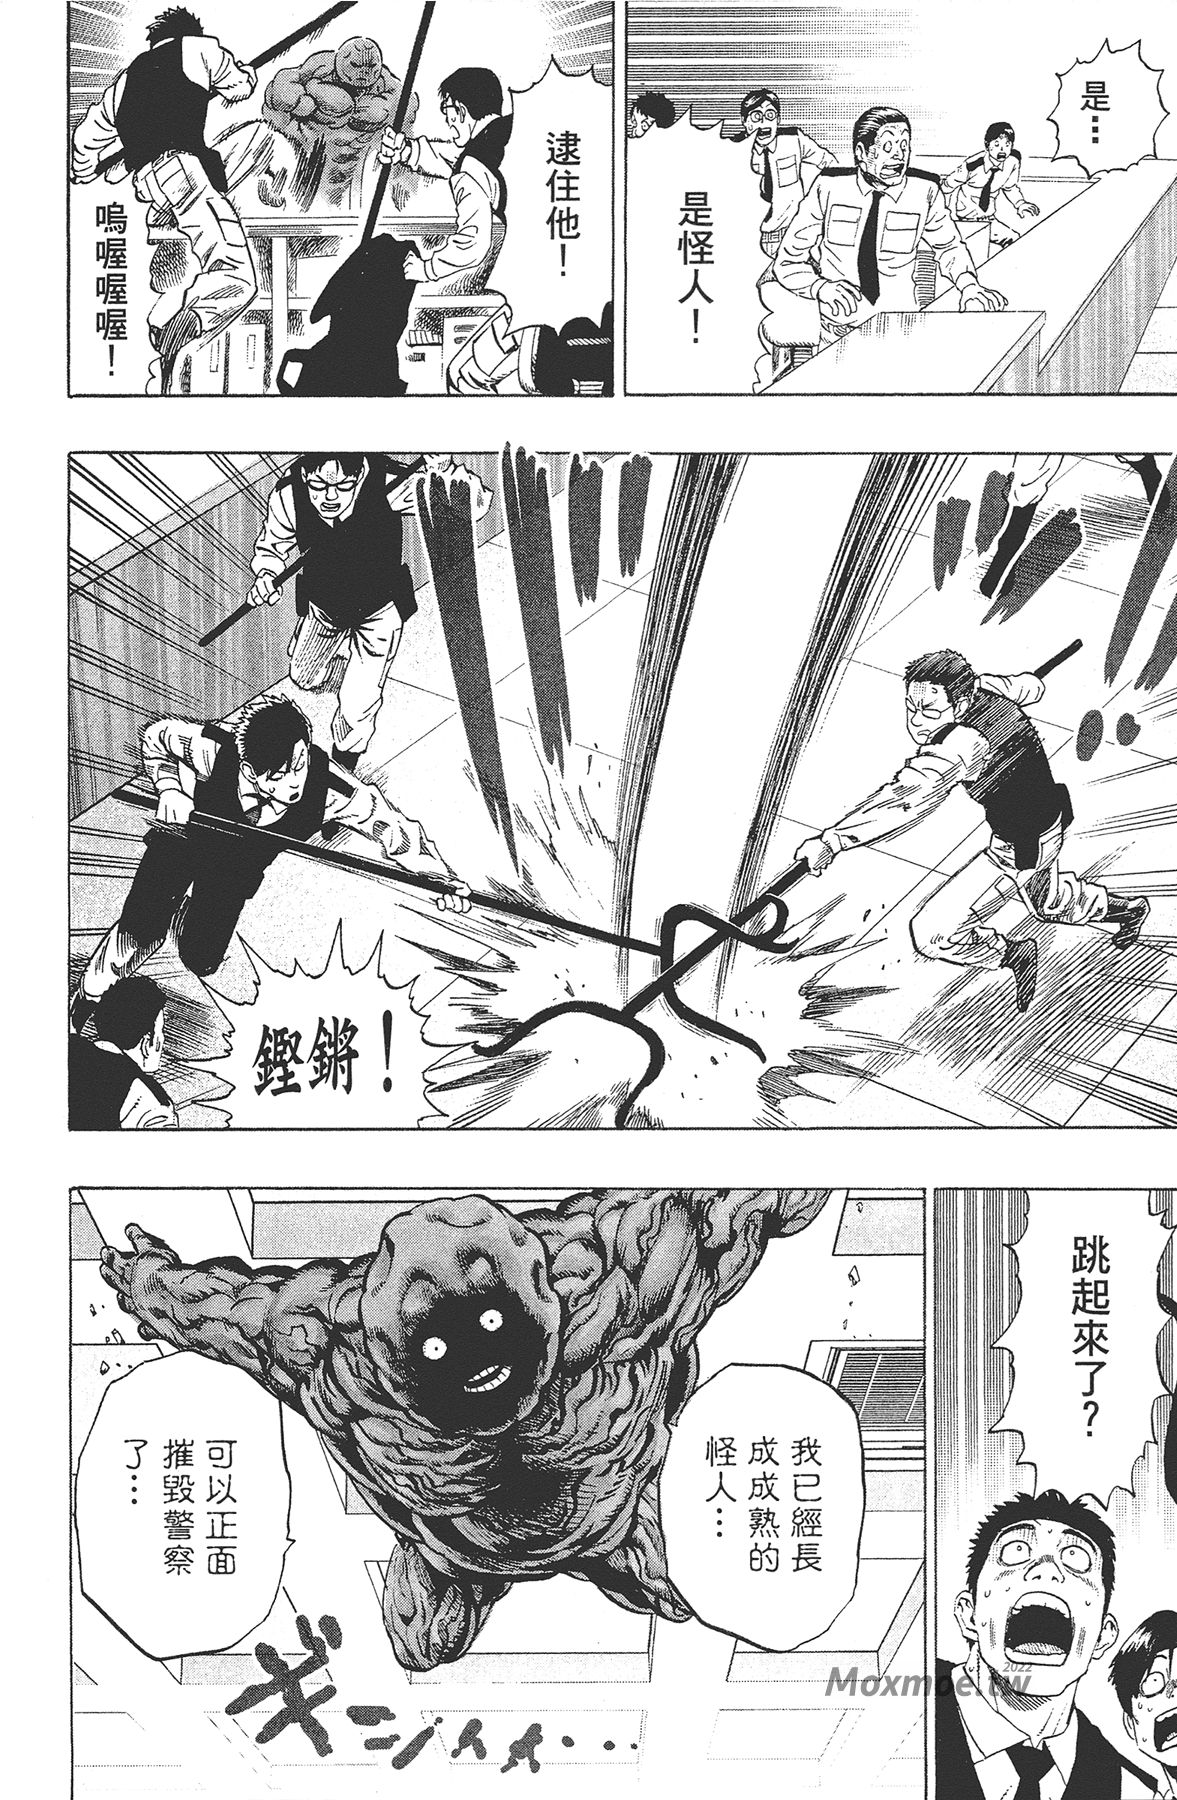 是⋯
是怪人！
逮住他！
嗚喔喔喔！
鏗鏘！
跳起來了？
我已經長
成成熟的
怪人⋯
可以正面
摧毀警察
了⋯
ギンィィ・・・
2022
Moxmoe.tw